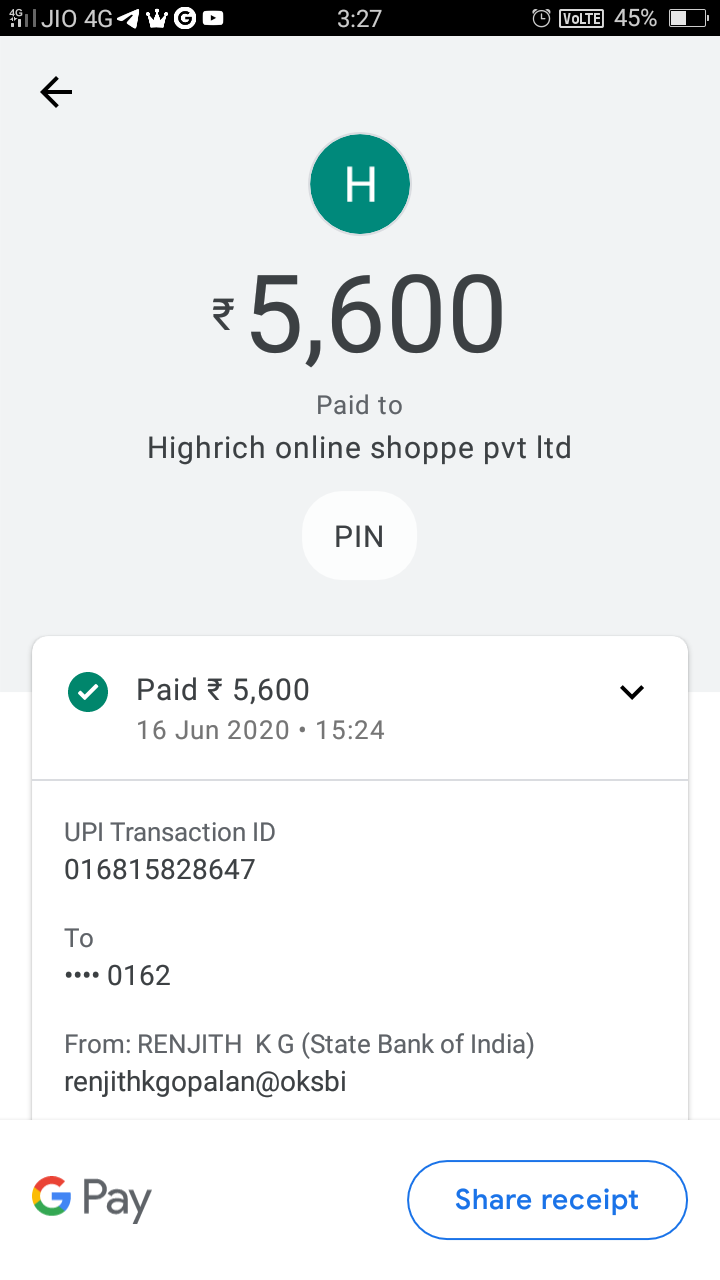 4G JIO 4G 3:27 VoLTE 45%
H
₹5,600
Paid to
Highrich online shoppe pvt ltd
PIN
Paid ₹ 5,600
16 Jun 2020 • 15:24
UPI Transaction ID
016815828647
To
•••• 0162
From: RENJITH K G (State Bank of India)
renjithkgopalan@oksbi
G Pay Share receipt